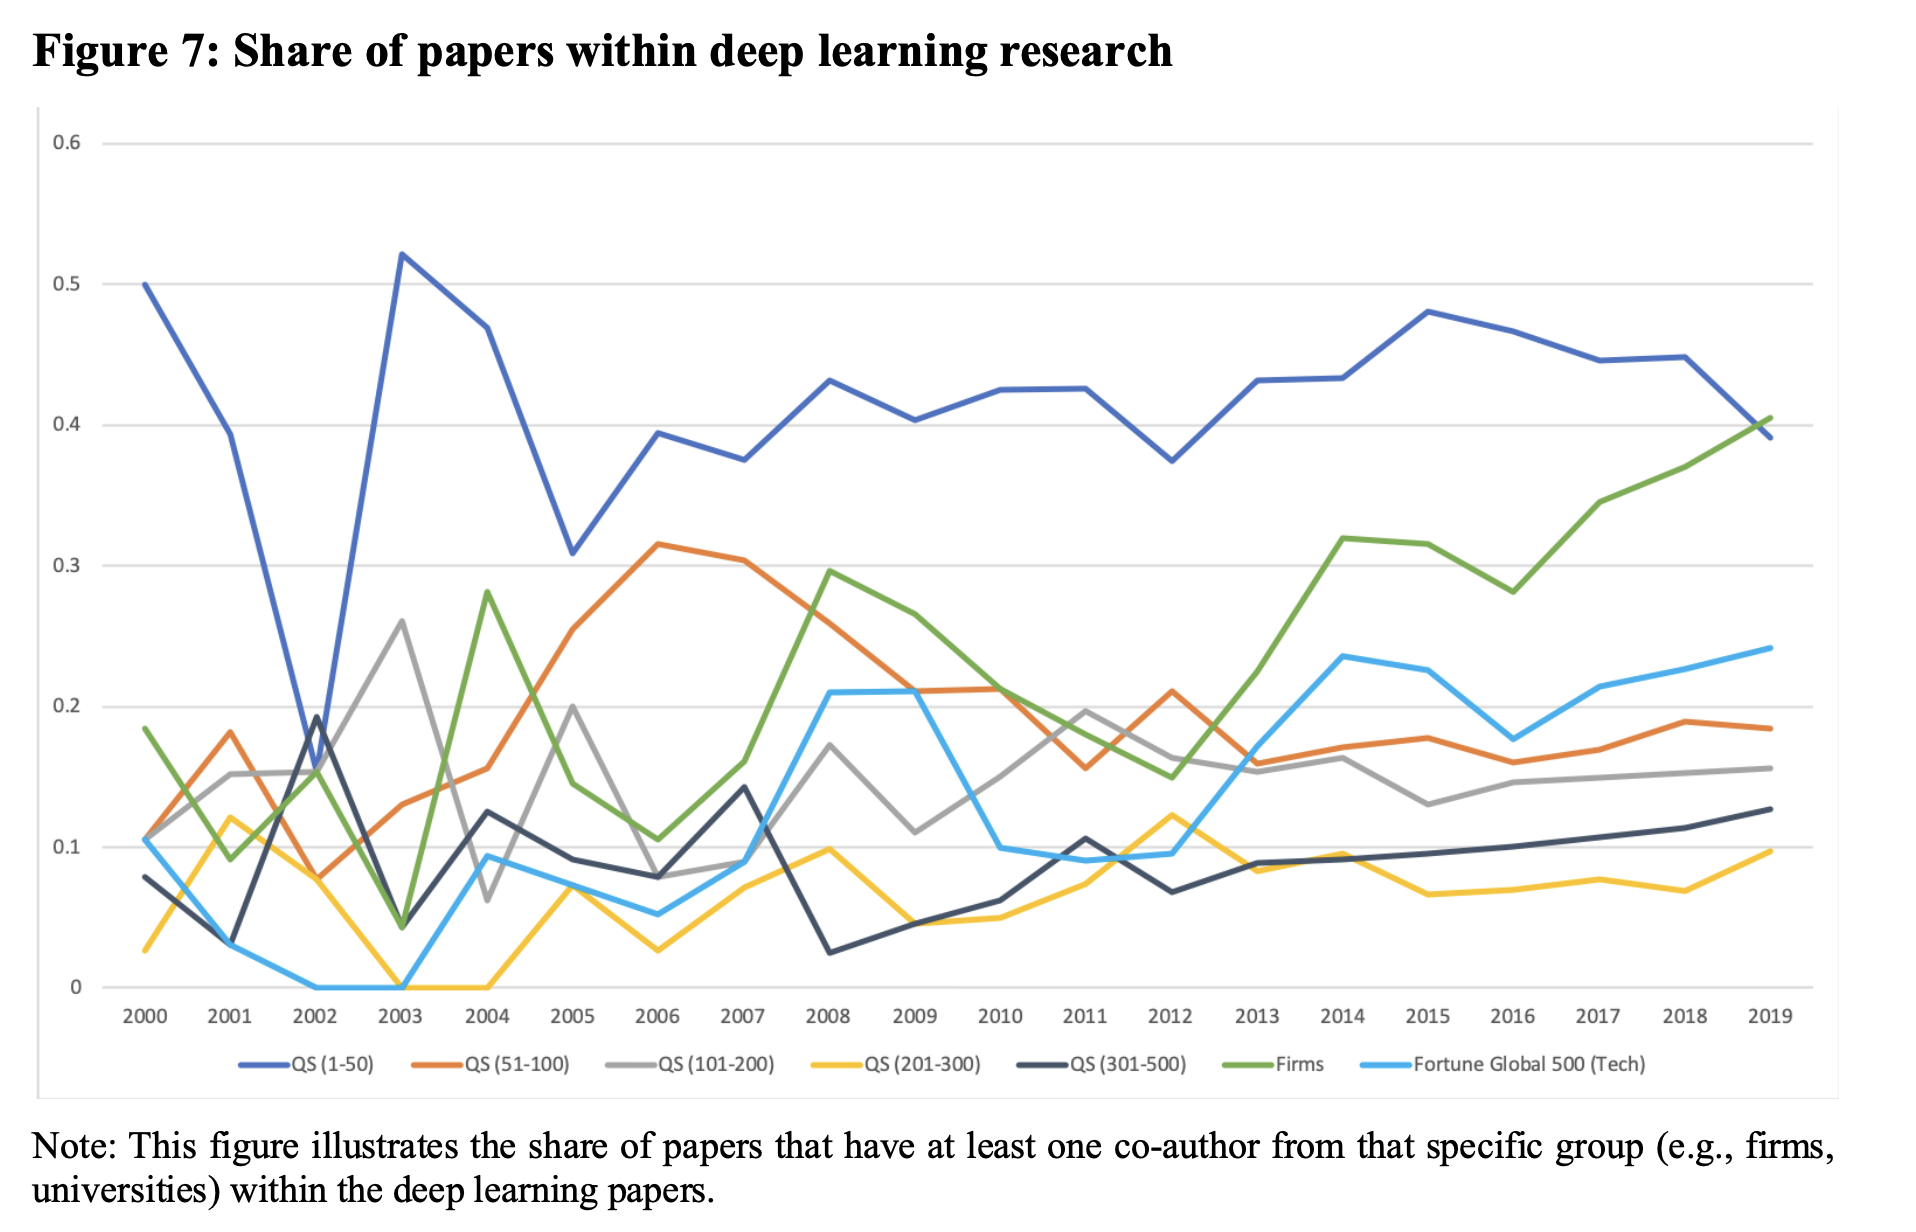 Figure 7: Share of papers within deep learning research
0.6
0.5
0.4
0.3
0.2
0.1
0
2000 2001 2002 2003 2004 2005 2006 2007 2008 2009 2010 2011 2012 2013 2014 2015 2016 2017 2018 2019
QS (1-50) QS (51-100) QS (101-200) QS (201-300) QS (301-500) Firms Fortune Global 500 (Tech)
Note: This figure illustrates the share of papers that have at least one co-author from that specific group (e.g., firms,
universities) within the deep learning papers.